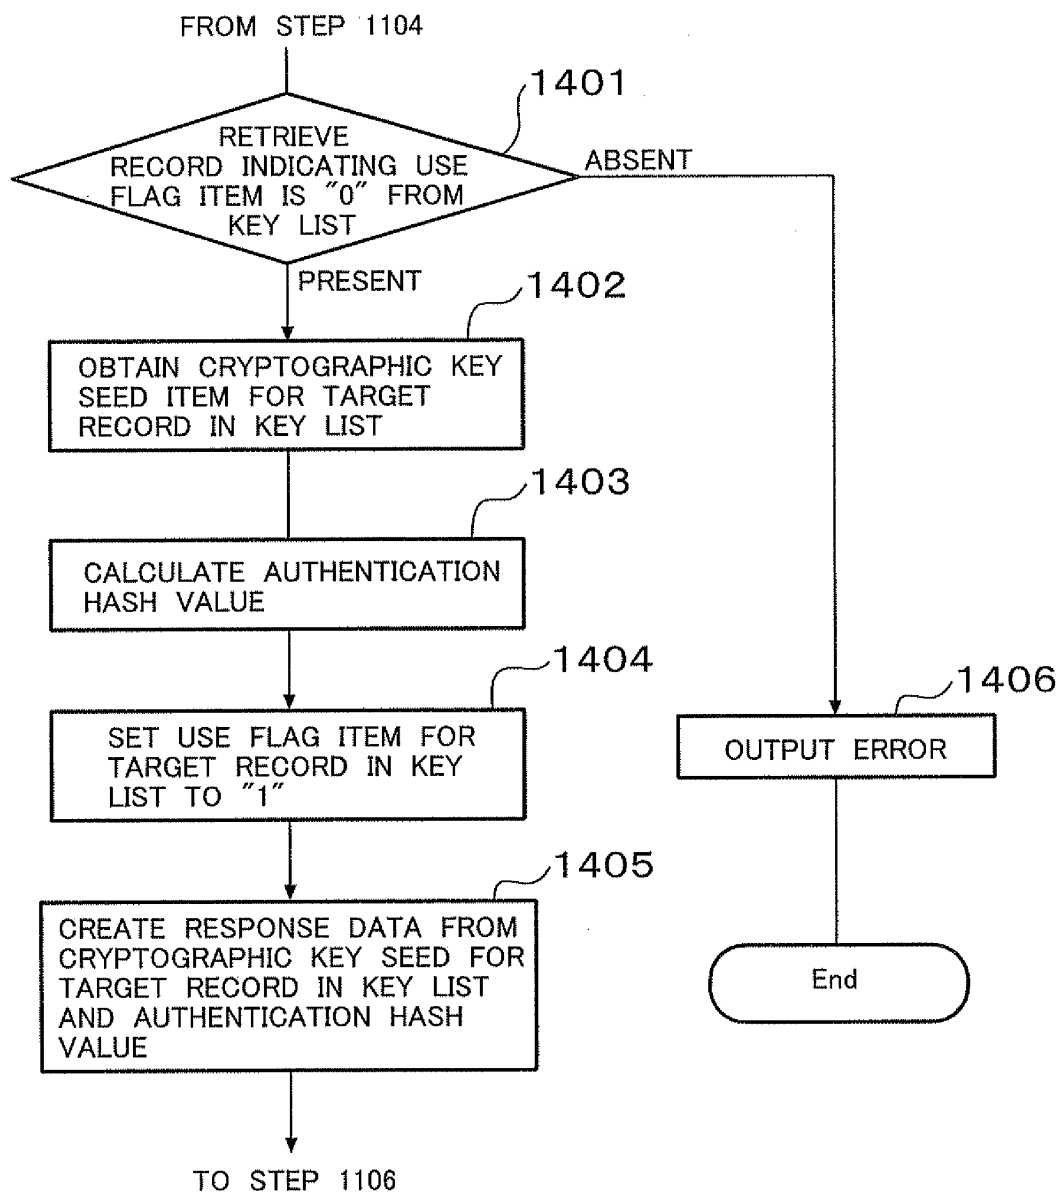 FROM STEP 1104
1401
RETRIEVE
RECORD INDICATING USE
FLAG ITEM IS "0" FROM
KEY LIST
ABSENT
PRESENT
1402
OBTAIN CRYPTOGRAPHIC KEY
SEED ITEM FOR TARGET
RECORD IN KEY LIST
1403
CALCULATE AUTHENTICATION
HASH VALUE
1404
SET USE FLAG ITEM FOR
TARGET RECORD IN KEY
LIST TO "1"
1406
OUTPUT ERROR
1405
CREATE RESPONSE DATA FROM
CRYPTOGRAPHIC KEY SEED FOR
TARGET RECORD IN KEY LIST
AND AUTHENTICATION HASH
VALUE
End
TO STEP 1106